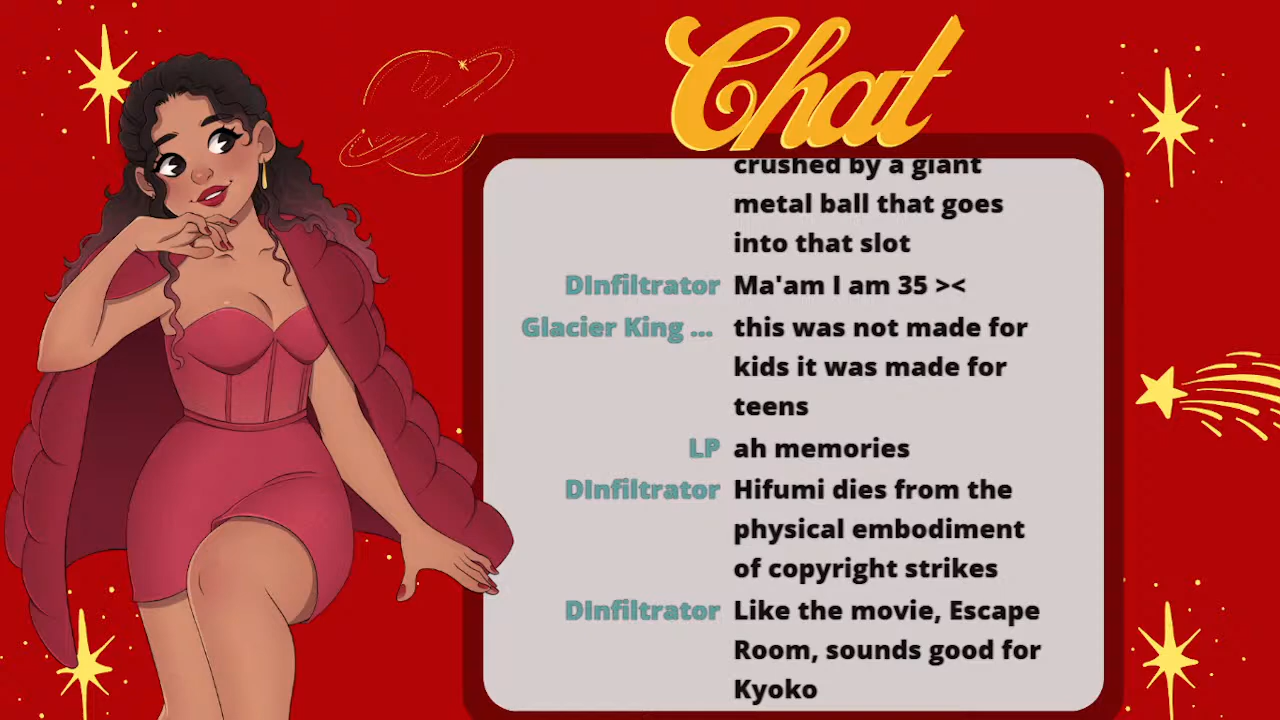 Chat
crushed by a giant
metal ball that goes
into that slot
DInfiltrator Ma'am I am 35 ><
Glacier King ... this was not made for
kids it was made for
teens
LP ah memories
DInfiltrator Hifumi dies from the
physical embodiment
of copyright strikes
DInfiltrator Like the movie, Escape
Room, sounds good for
Kyoko